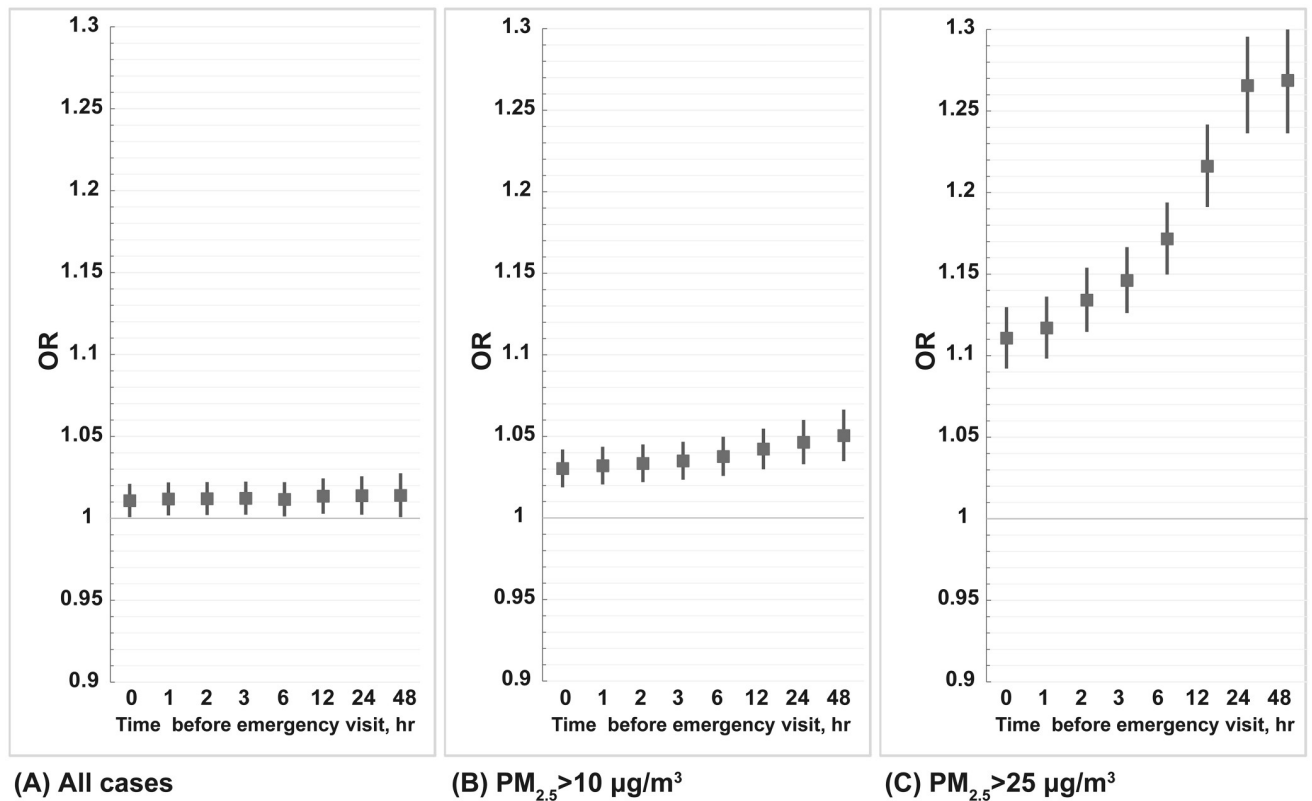 1.3
1.25
1.2
1.15
1.1
1.05
1
0.95
0.9
OR
0 1 2 3 6 12 24 48
Time before emergency visit, hr
(A) All cases
1.3
1.25
1.2
1.15
1.1
1.05
1
0.95
0.9
OR
0 1 2 3 6 12 24 48
Time before emergency visit, hr
(B) PM2.5>10 µg/m³
1.3
1.25
1.2
1.15
1.1
1.05
1
0.95
0.9
OR
0 1 2 3 6 12 24 48
Time before emergency visit, hr
(C) PM2.5>25 µg/m³